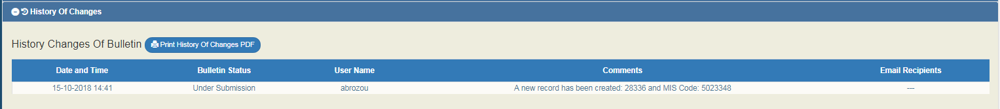 History Of Changes
History Changes Of Bulletin Print History Of Changes PDF
Date and Time Bulletin Status User Name Comments Email Recipients
15-10-2018 14:41 Under Submission abrozou A new record has been created: 28336 and MIS Code: 5023348 ---